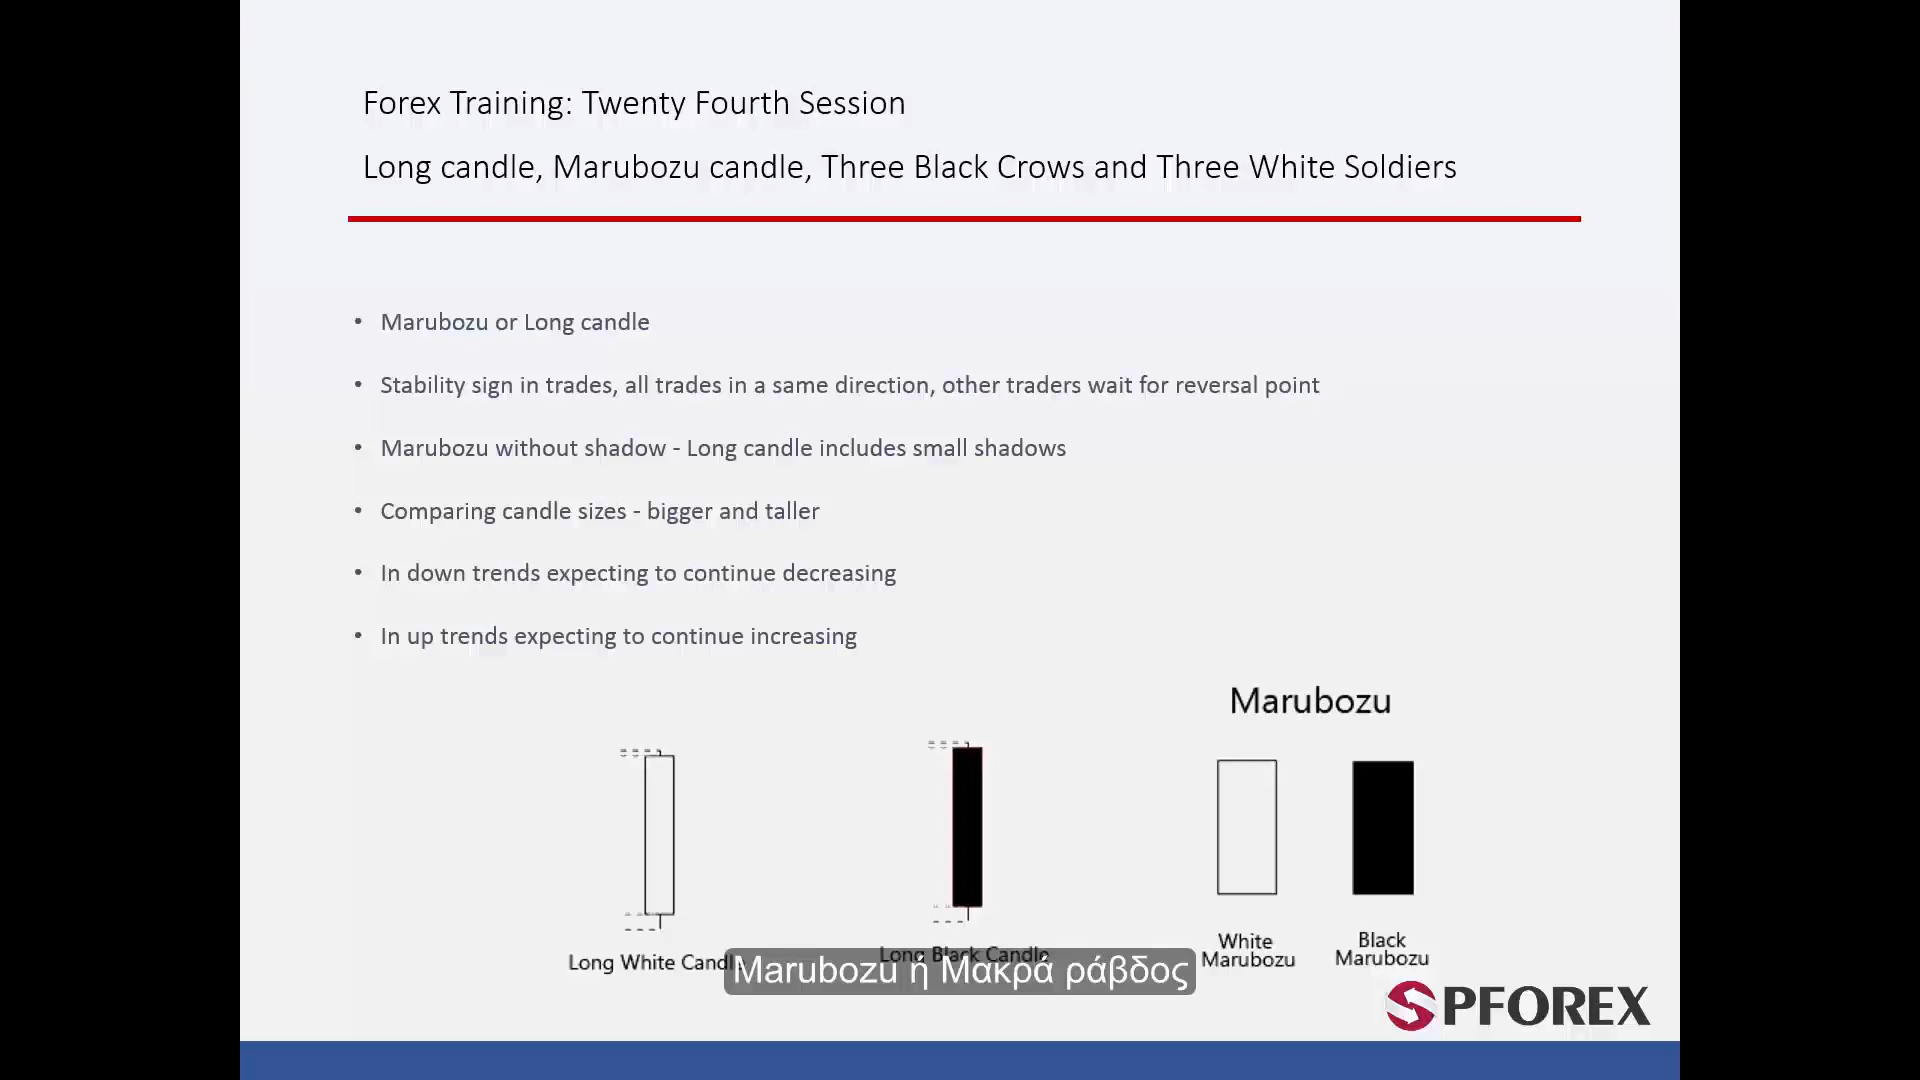 Forex Training: Twenty Fourth Session
Long candle, Marubozu candle, Three Black Crows and Three White Soldiers
• Marubozu or Long candle
• Stability sign in trades, all trades in a same direction, other traders wait for reversal point
• Marubozu without shadow - Long candle includes small shadows
• Comparing candle sizes - bigger and taller
• In down trends expecting to continue decreasing
• In up trends expecting to continue increasing
Marubozu
Long White Candle
Long Black Candle
White
Marubozu
Black
Marubozu
Marubozu ή Μακρά ράβδος
SPFOREX